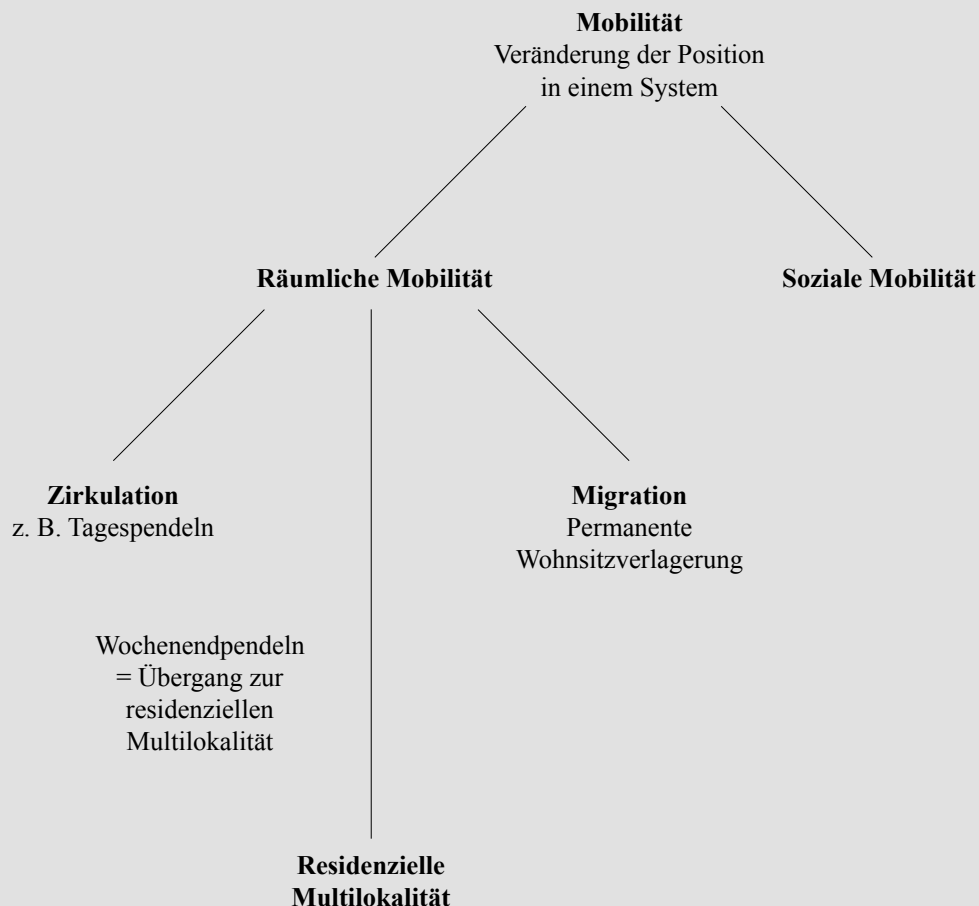 Mobilität
Veränderung der Position
in einem System
Räumliche Mobilität
Soziale Mobilität
Zirkulation
z. B. Tagespendeln
Migration
Permanente
Wohnsitzverlagerung
Wochenendpendeln
= Übergang zur
residenziellen
Multilokalität
Residenzielle
Multilokalität